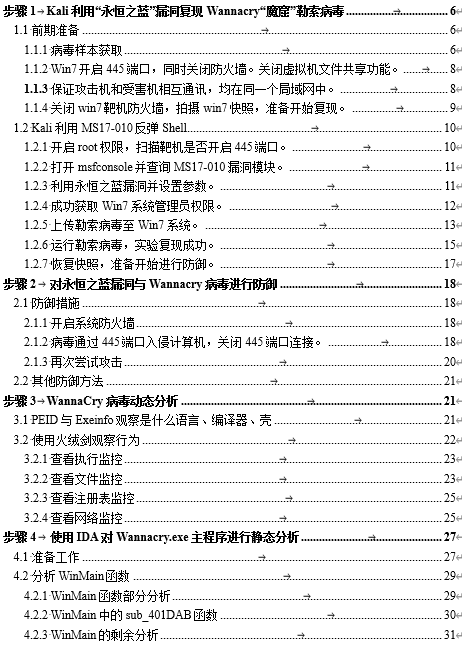 步骤 1 Kali 利用“永恒之蓝”漏洞复现 Wannacry“魔窟”勒索病毒 6
1.1 前期准备 6
1.1.1 病毒样本获取 6
1.1.2 Win7 开启 445 端口，同时关闭防火墙。关闭虚拟机文件共享功能。 8
1.1.3 保证攻击机和受害机相互通讯，均在同一个局域网中。 8
1.1.4 关闭 win7 靶机防火墙，拍摄 win7 快照，准备开始复现。 9
1.2 Kali 利用 MS17-010 反弹 Shell 10
1.2.1 开启 root 权限，扫描靶机是否开启 445 端口。 10
1.2.2 打开 msfconsole 并查询 MS17-010 漏洞模块。 11
1.2.3 利用永恒之蓝漏洞并设置参数。 11
1.2.4 成功获取 Win7 系统管理员权限。 12
1.2.5 上传勒索病毒至 Win7 系统。 13
1.2.6 运行勒索病毒，实验复现成功。 15
1.2.7 恢复快照，准备开始进行防御。 17
步骤 2 对永恒之蓝漏洞与 Wannacry 病毒进行防御 18
2.1 防御措施 18
2.1.1 开启系统防火墙 18
2.1.2 病毒通过 445 端口入侵计算机，关闭 445 端口连接。 18
2.1.3 再次尝试攻击 20
2.2 其他防御方法 21
步骤 3 WannaCry 病毒动态分析 21
3.1 PEID 与 Exeinfo 观察是什么语言、编译器、壳 21
3.2 使用火绒剑观察行为 22
3.2.1 查看执行监控 23
3.2.2 查看文件监控 23
3.2.3 查看注册表监控 25
3.2.4 查看网络监控 25
步骤 4 使用 IDA 对 Wannacry.exe 主程序进行静态分析 27
4.1 准备工作 27
4.2 分析 WinMain 函数 29
4.2.1 WinMain 函数部分分析 29
4.2.2 WinMain 中的 sub_401DAB 函数 30
4.2.3 WinMain 的剩余分析 31